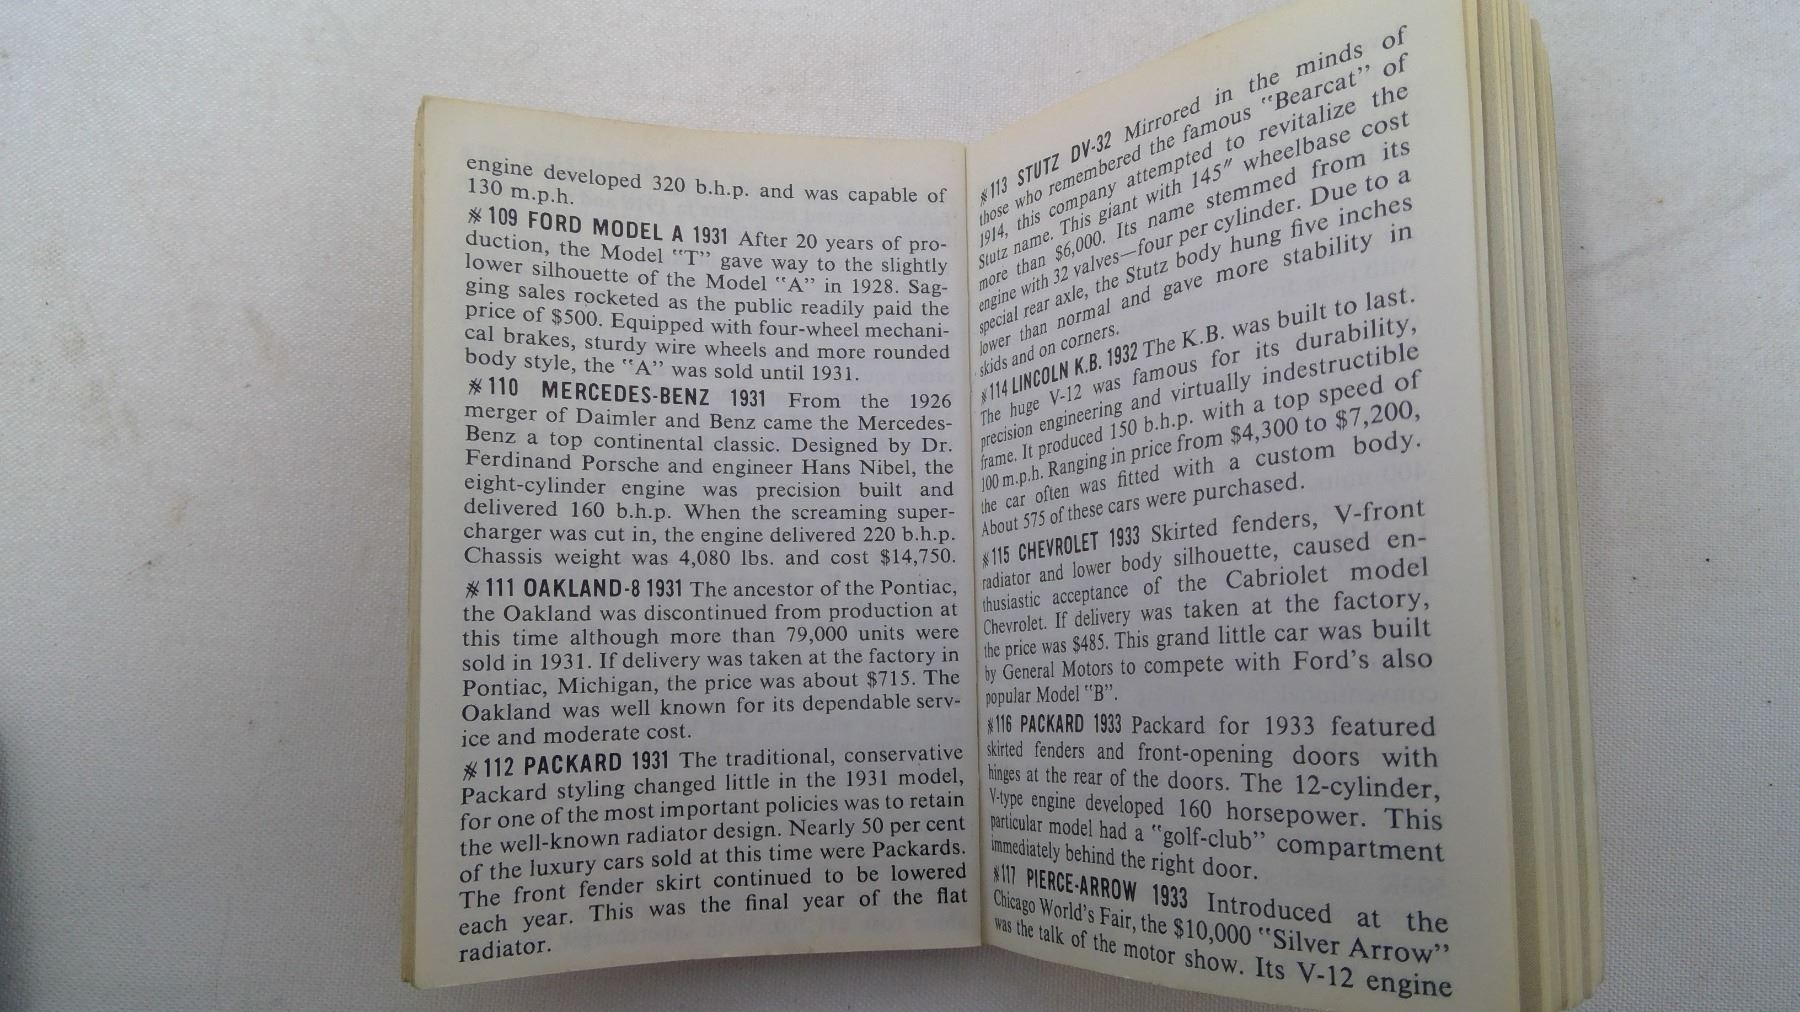 engine developed 320 b.h.p. and was capable of
130 m.p.h.
#109 FORD MODEL A 1931 After 20 years of pro-
duction, the Model "T" gave way to the slightly
lower silhouette of the Model "A" in 1928. Sag-
ging sales rocketed as the public readily paid the
price of $500. Equipped with four-wheel mechani-
cal brakes, sturdy wire wheels and more rounded
body style, the "A" was sold until 1931.
#110 MERCEDES-BENZ 1931 From the 1926
merger of Daimler and Benz came the Mercedes-
Benz a top continental classic. Designed by Dr.
Ferdinand Porsche and engineer Hans Nibel, the
eight-cylinder engine was precision built and
delivered 160 b.h.p. When the screaming super-
charger was cut in, the engine delivered 220 b.h.p.
Chassis weight was 4,080 lbs. and cost $14,750.
#111 OAKLAND-8 1931 The ancestor of the Pontiac,
the Oakland was discontinued from production at
this time although more than 79,000 units were
sold in 1931. If delivery was taken at the factory in
Pontiac, Michigan, the price was about $715. The
Oakland was well known for its dependable serv-
ice and moderate cost.
#112 PACKARD 1931 The traditional, conservative
Packard styling changed little in the 1931 model,
for one of the most important policies was to retain
the well-known radiator design. Nearly 50 per cent
of the luxury cars sold at this time were Packards.
The front fender skirt continued to be lowered
each year. This was the final year of the flat
radiator.
#113 STUTZ DV-32 Mirrored in the minds of
those who remembered the famous "Bearcat" of
1914, this company attempted to revitalize the
Stutz name. This giant with 145" wheelbase cost
more than $6,000. Its name stemmed from its
engine with 32 valves—four per cylinder. Due to a
special rear axle, the Stutz body hung five inches
lower than normal and gave more stability in
skids and on corners.
#114 LINCOLN K.B. 1932 The K.B. was built to last.
The huge V-12 was famous for its durability,
precision engineering and virtually indestructible
frame. It produced 150 b.h.p. with a top speed of
100 m.p.h. Ranging in price from $4,300 to $7,200,
the car often was fitted with a custom body.
About 575 of these cars were purchased.
#115 CHEVROLET 1933 Skirted fenders, V-front
radiator and lower body silhouette, caused en-
thusiastic acceptance of the Cabriolet model
Chevrolet. If delivery was taken at the factory,
the price was $485. This grand little car was built
by General Motors to compete with Ford's also
popular Model "B".
#116 PACKARD 1933 Packard for 1933 featured
skirted fenders and front-opening doors with
hinges at the rear of the doors. The 12-cylinder,
V-type engine developed 160 horsepower. This
particular model had a "golf-club" compartment
immediately behind the right door.
#117 PIERCE-ARROW 1933 Introduced at the
Chicago World's Fair, the $10,000 "Silver Arrow"
was the talk of the motor show. Its V-12 engine